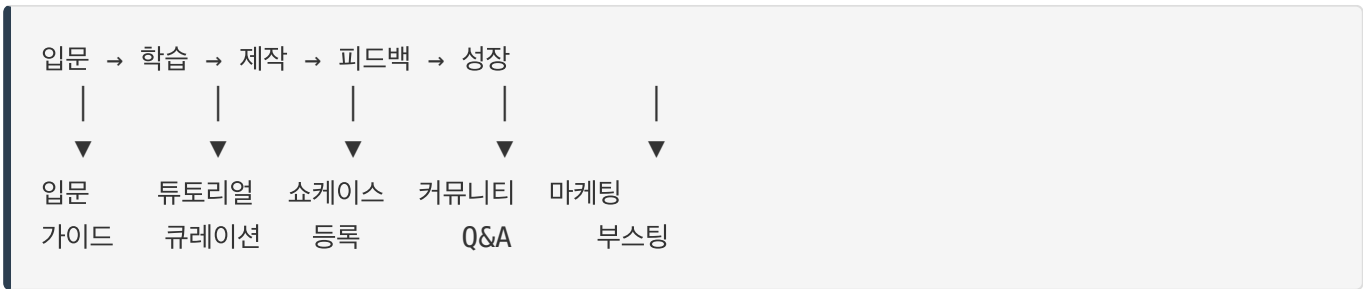 입문 → 학습 → 제작 → 피드백 → 성장
│ │ │ │ │
▼ ▼ ▼ ▼ ▼
입문 튜토리얼 쇼케이스 커뮤니티 마케팅
가이드 큐레이션 등록 Q&A 부스팅